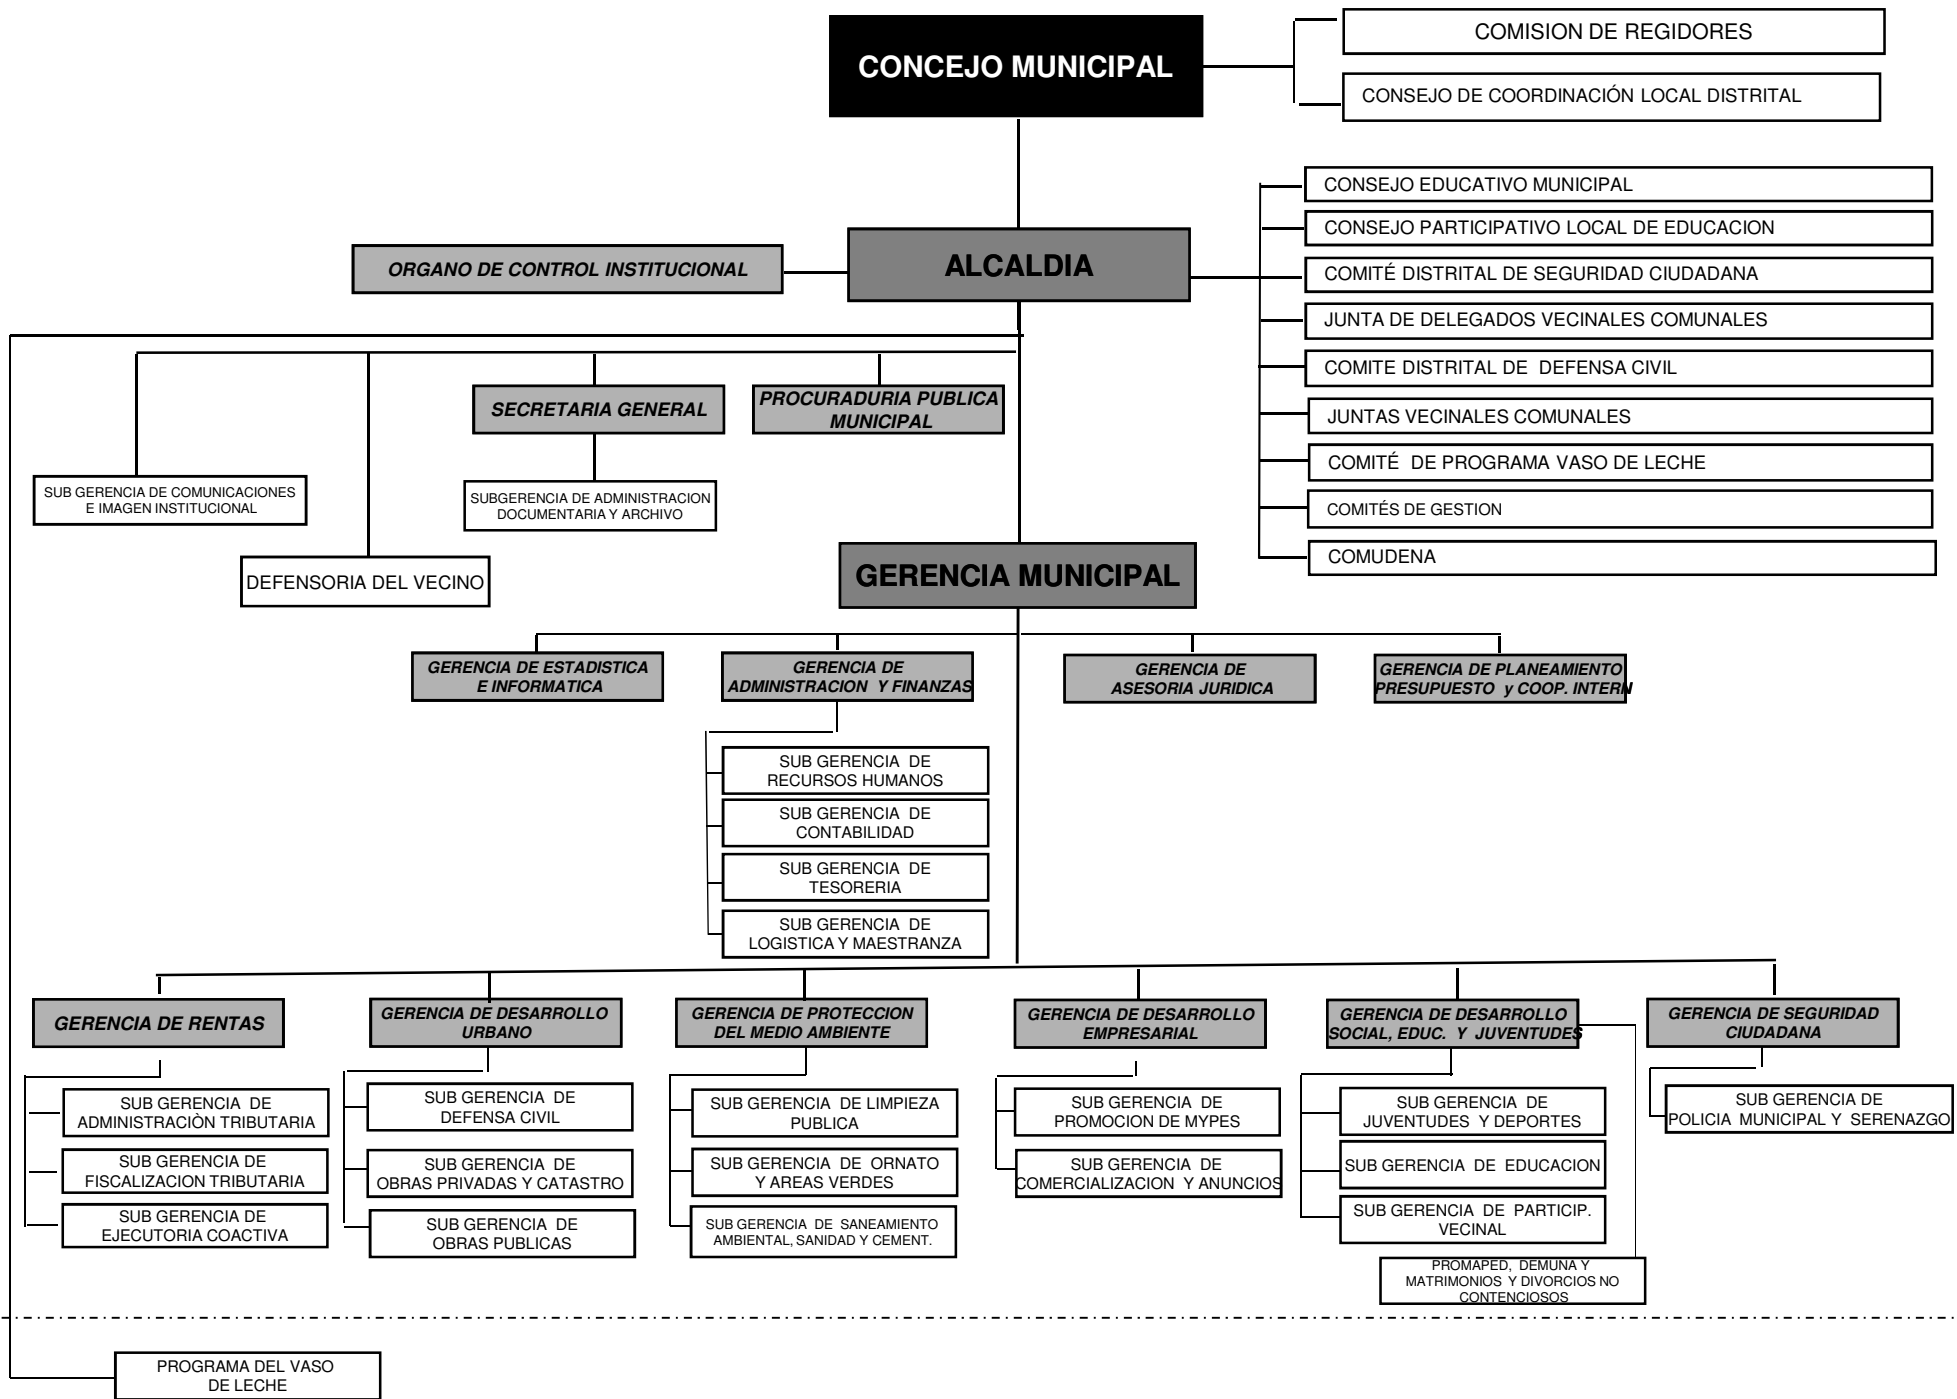 CONCEJO MUNICIPAL
COMISION DE REGIDORES
CONSEJO DE COORDINACIÓN LOCAL DISTRITAL
ORGANO DE CONTROL INSTITUCIONAL
ALCALDIA
CONSEJO EDUCATIVO MUNICIPAL
CONSEJO PARTICIPATIVO LOCAL DE EDUCACION
COMITÉ DISTRITAL DE SEGURIDAD CIUDADANA
JUNTA DE DELEGADOS VECINALES COMUNALES
COMITE DISTRITAL DE DEFENSA CIVIL
JUNTAS VECINALES COMUNALES
COMITÉ DE PROGRAMA VASO DE LECHE
COMITÉS DE GESTION
COMUDENA
SECRETARIA GENERAL
PROCURADURIA PUBLICA
MUNICIPAL
SUB GERENCIA DE COMUNICACIONES
E IMAGEN INSTITUCIONAL
SUBGERENCIA DE ADMINISTRACION
DOCUMENTARIA Y ARCHIVO
DEFENSORIA DEL VECINO
GERENCIA MUNICIPAL
GERENCIA DE ESTADISTICA
E INFORMATICA
GERENCIA DE
ADMINISTRACION Y FINANZAS
GERENCIA DE
ASESORIA JURIDICA
GERENCIA DE PLANEAMIENTO
PRESUPUESTO y COOP. INTERN
SUB GERENCIA DE
RECURSOS HUMANOS
SUB GERENCIA DE
CONTABILIDAD
SUB GERENCIA DE
TESORERIA
SUB GERENCIA DE
LOGISTICA Y MAESTRANZA
GERENCIA DE RENTAS
SUB GERENCIA DE
ADMINISTRACIÒN TRIBUTARIA
SUB GERENCIA DE
FISCALIZACION TRIBUTARIA
SUB GERENCIA DE
EJECUTORIA COACTIVA
GERENCIA DE DESARROLLO
URBANO
SUB GERENCIA DE
DEFENSA CIVIL
SUB GERENCIA DE
OBRAS PRIVADAS Y CATASTRO
SUB GERENCIA DE
OBRAS PUBLICAS
GERENCIA DE PROTECCION
DEL MEDIO AMBIENTE
SUB GERENCIA DE LIMPIEZA
PUBLICA
SUB GERENCIA DE ORNATO
Y AREAS VERDES
SUB GERENCIA DE SANEAMIENTO
AMBIENTAL, SANIDAD Y CEMENT.
GERENCIA DE DESARROLLO
EMPRESARIAL
SUB GERENCIA DE
PROMOCION DE MYPES
SUB GERENCIA DE
COMERCIALIZACION Y ANUNCIOS
GERENCIA DE DESARROLLO
SOCIAL, EDUC. Y JUVENTUDES
SUB GERENCIA DE
JUVENTUDES Y DEPORTES
SUB GERENCIA DE EDUCACION
SUB GERENCIA DE PARTICIP.
VECINAL
PROMAPED, DEMUNA Y
MATRIMONIOS Y DIVORCIOS NO
CONTENCIOSOS
GERENCIA DE SEGURIDAD
CIUDADANA
SUB GERENCIA DE
POLICIA MUNICIPAL Y SERENAZGO
PROGRAMA DEL VASO
DE LECHE